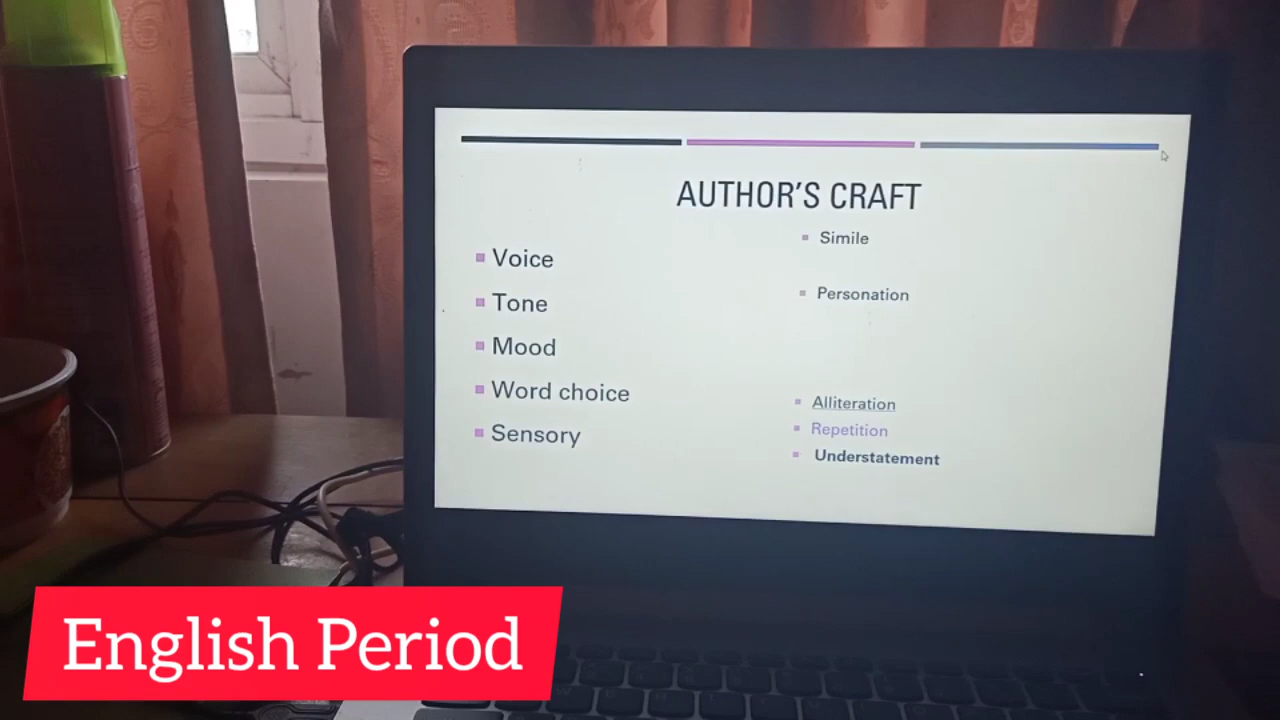 AUTHOR'S CRAFT
Voice
Tone
Mood
Word choice
Sensory
Simile
Personation
Alliteration
Repetition
Understatement
English Period